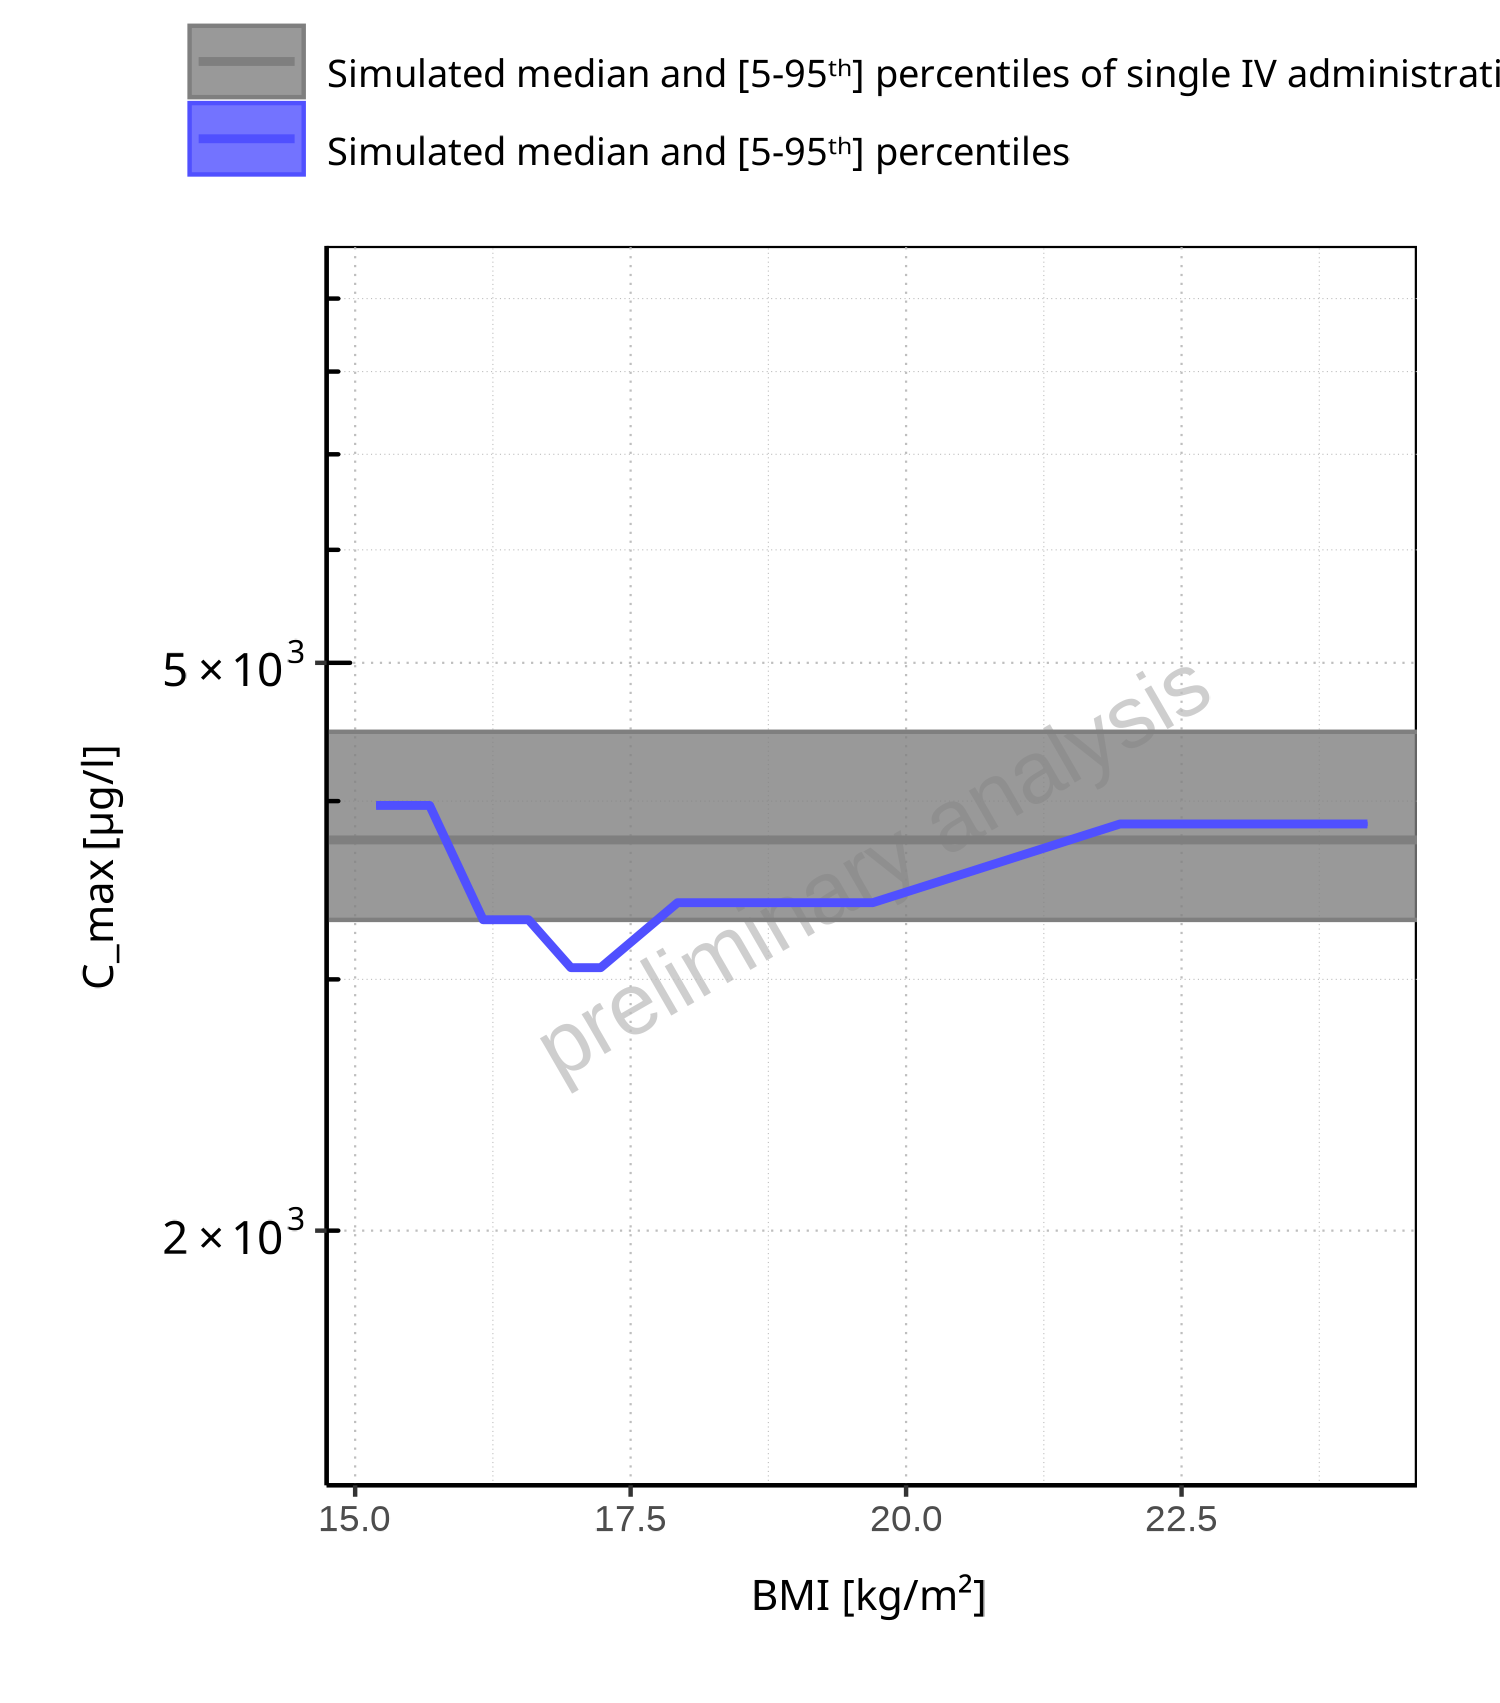 Simulated median and [5-95ᵗʰ] percentiles of single IV administrati
Simulated median and [5-95ᵗʰ] percentiles
5 × 10³
2 × 10³
C_max [µg/l]
preliminary analysis
15.0 17.5 20.0 22.5
BMI [kg/m²]